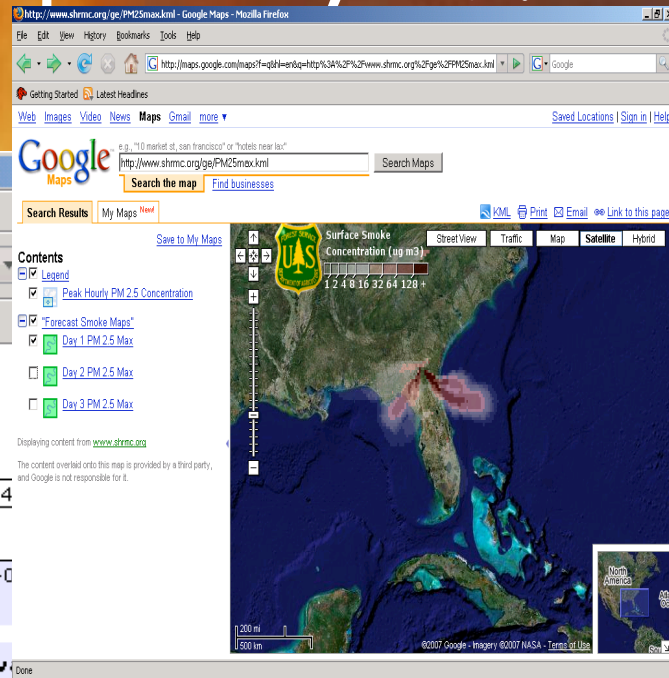 http://www.shrmc.org/ge/PM25max.kml - Google Maps - Mozilla Firefox
File Edit View History Bookmarks Tools Help
http://maps.google.com/maps?f=q&hl=en&q=http%3A%2F%2Fwww.shrmc.org%2Fge%2FPM25max.kml
Google
Getting Started Latest Headlines
Web Images Video News Maps Gmail more ▼
Saved Locations | Sign in | Help
Google Maps
e.g., "10 market st, san francisco" or "hotels near lax"
http://www.shrmc.org/ge/PM25max.kml
Search Maps
Search the map Find businesses
Search Results My Maps New!
KML Print Email Link to this page
Save to My Maps
Contents
Legend
Peak Hourly PM 2.5 Concentration
"Forecast Smoke Maps"
Day 1 PM 2.5 Max
Day 2 PM 2.5 Max
Day 3 PM 2.5 Max
Displaying content from www.shrmc.org
The content overlaid onto this map is provided by a third party,
and Google is not responsible for it.
U S
Surface Smoke
Concentration (ug m3)
1 2 4 8 16 32 64 128 +
Street View Traffic Map Satellite Hybrid
200 mi
500 km
©2007 Google - Imagery ©2007 NASA - Terms of Use
North
America
Done